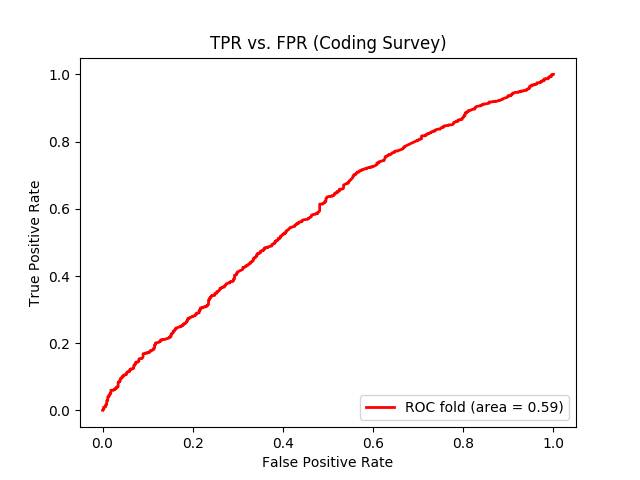 TPR vs. FPR (Coding Survey)
1.0
0.8
0.6
0.4
0.2
0.0
True Positive Rate
ROC fold (area = 0.59)
0.0 0.2 0.4 0.6 0.8 1.0
False Positive Rate